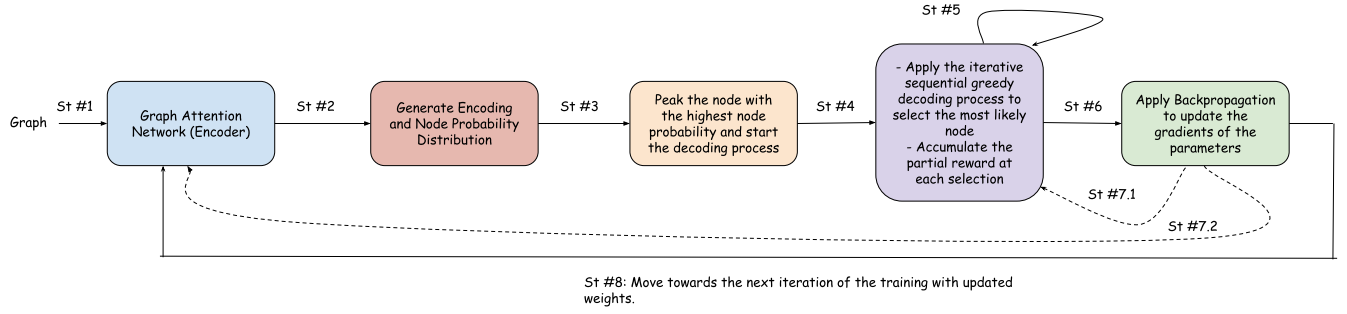 St #5
Graph
St #1
Graph Attention
Network (Encoder)
St #2
Generate Encoding
and Node Probability
Distribution
St #3
Peak the node with
the highest node
probability and start
the decoding process
St #4
- Apply the iterative
sequential greedy
decoding process to
select the most likely
node
- Accumulate the
partial reward at
each selection
St #6
Apply Backpropagation
to update the
gradients of the
parameters
St #7.1
St #7.2
St #8: Move towards the next iteration of the training with updated
weights.